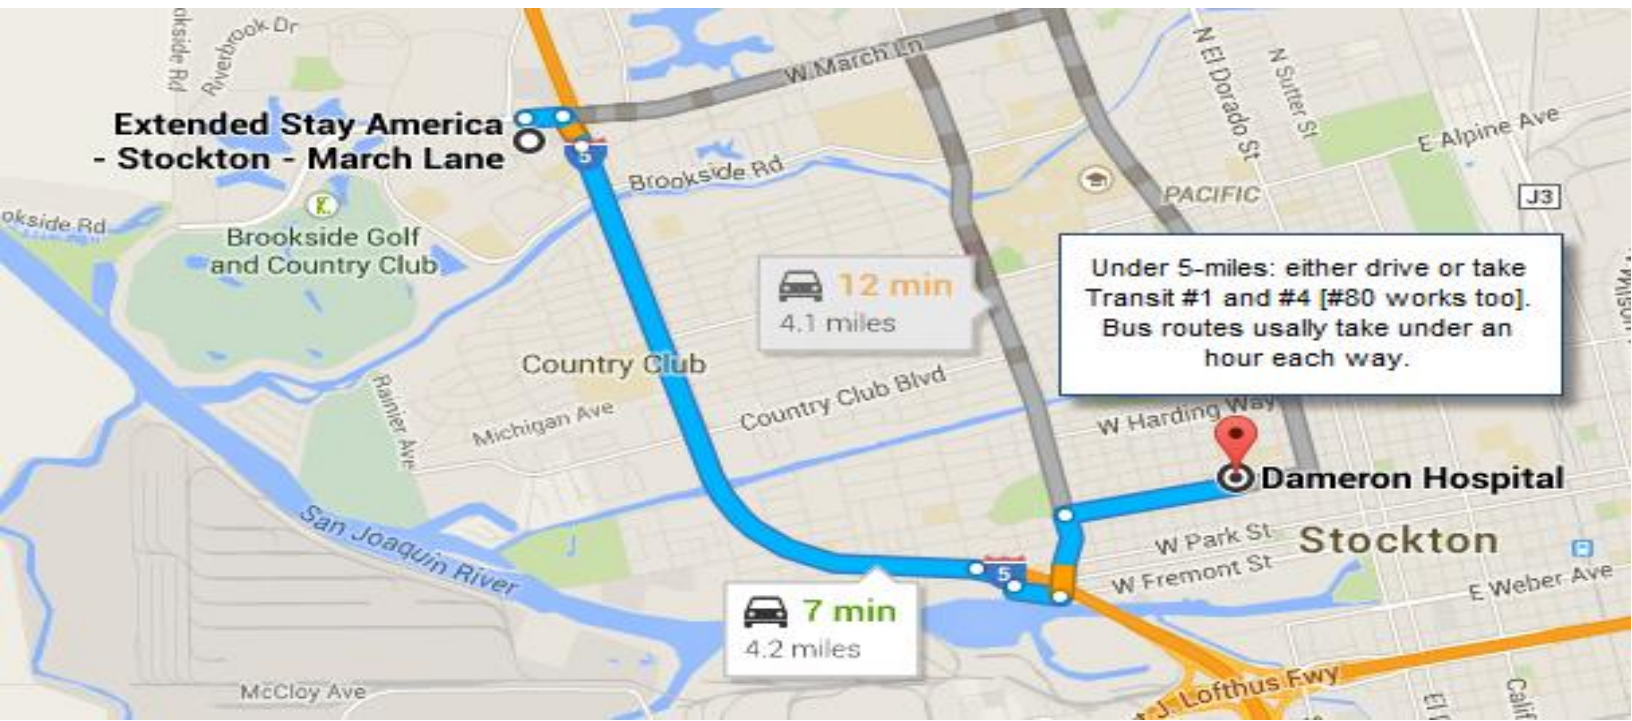 okside Rd
Riverbrook Dr
W March Ln
N El Dorado St
N Sutter St
E Alpine Ave
Extended Stay America
- Stockton - March Lane
5
Brookside Rd
PACIFIC
J3
okside Rd
Brookside Golf
and Country Club
12 min
4.1 miles
Under 5-miles: either drive or take
Transit #1 and #4 [#80 works too].
Bus routes usally take under an
hour each way.
Country Club
Country Club Blvd
Rainier Ave
Michigan Ave
W Harding Way
Dameron Hospital
San Joaquin River
W Park St
Stockton
5
W Fremont St
E Weber Ave
7 min
4.2 miles
McCloy Ave
t J. Lofthus Fwy
El
Calif